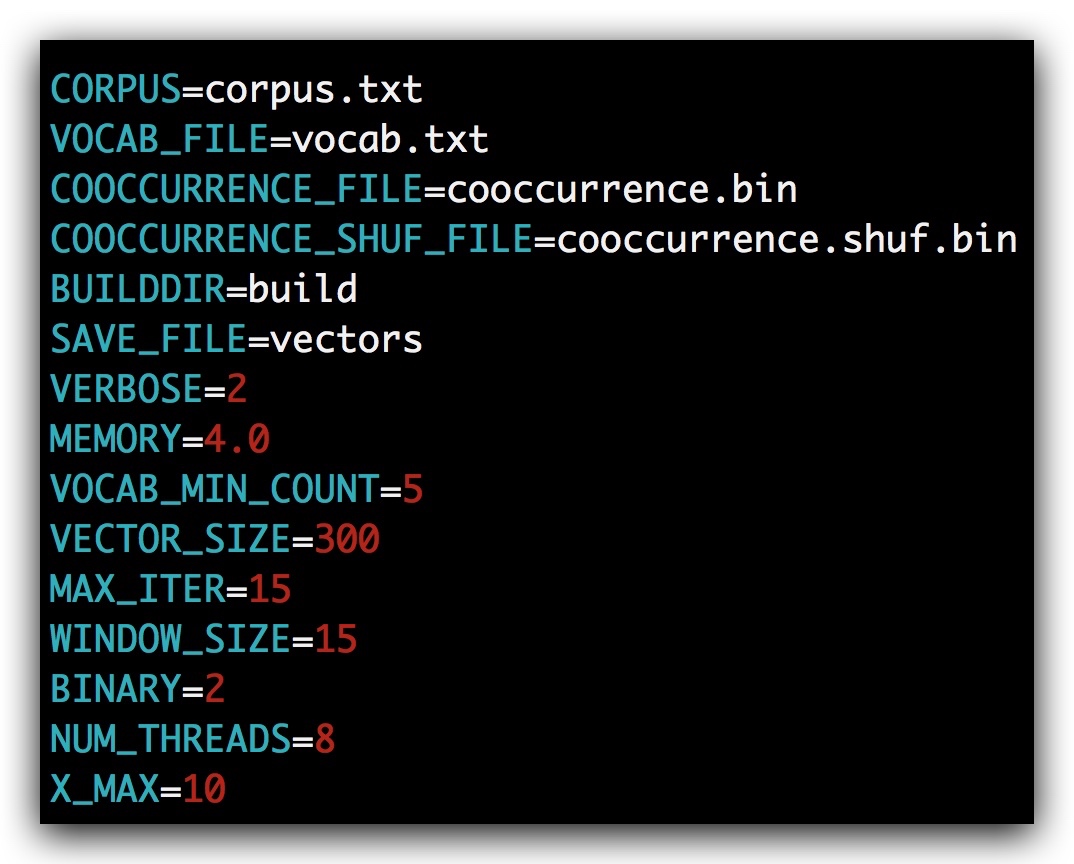 CORPUS=corpus.txt
VOCAB_FILE=vocab.txt
COOCCURRENCE_FILE=cooccurrence.bin
COOCCURRENCE_SHUF_FILE=cooccurrence.shuf.bin
BUILDDIR=build
SAVE_FILE=vectors
VERBOSE=2
MEMORY=4.0
VOCAB_MIN_COUNT=5
VECTOR_SIZE=300
MAX_ITER=15
WINDOW_SIZE=15
BINARY=2
NUM_THREADS=8
X_MAX=10